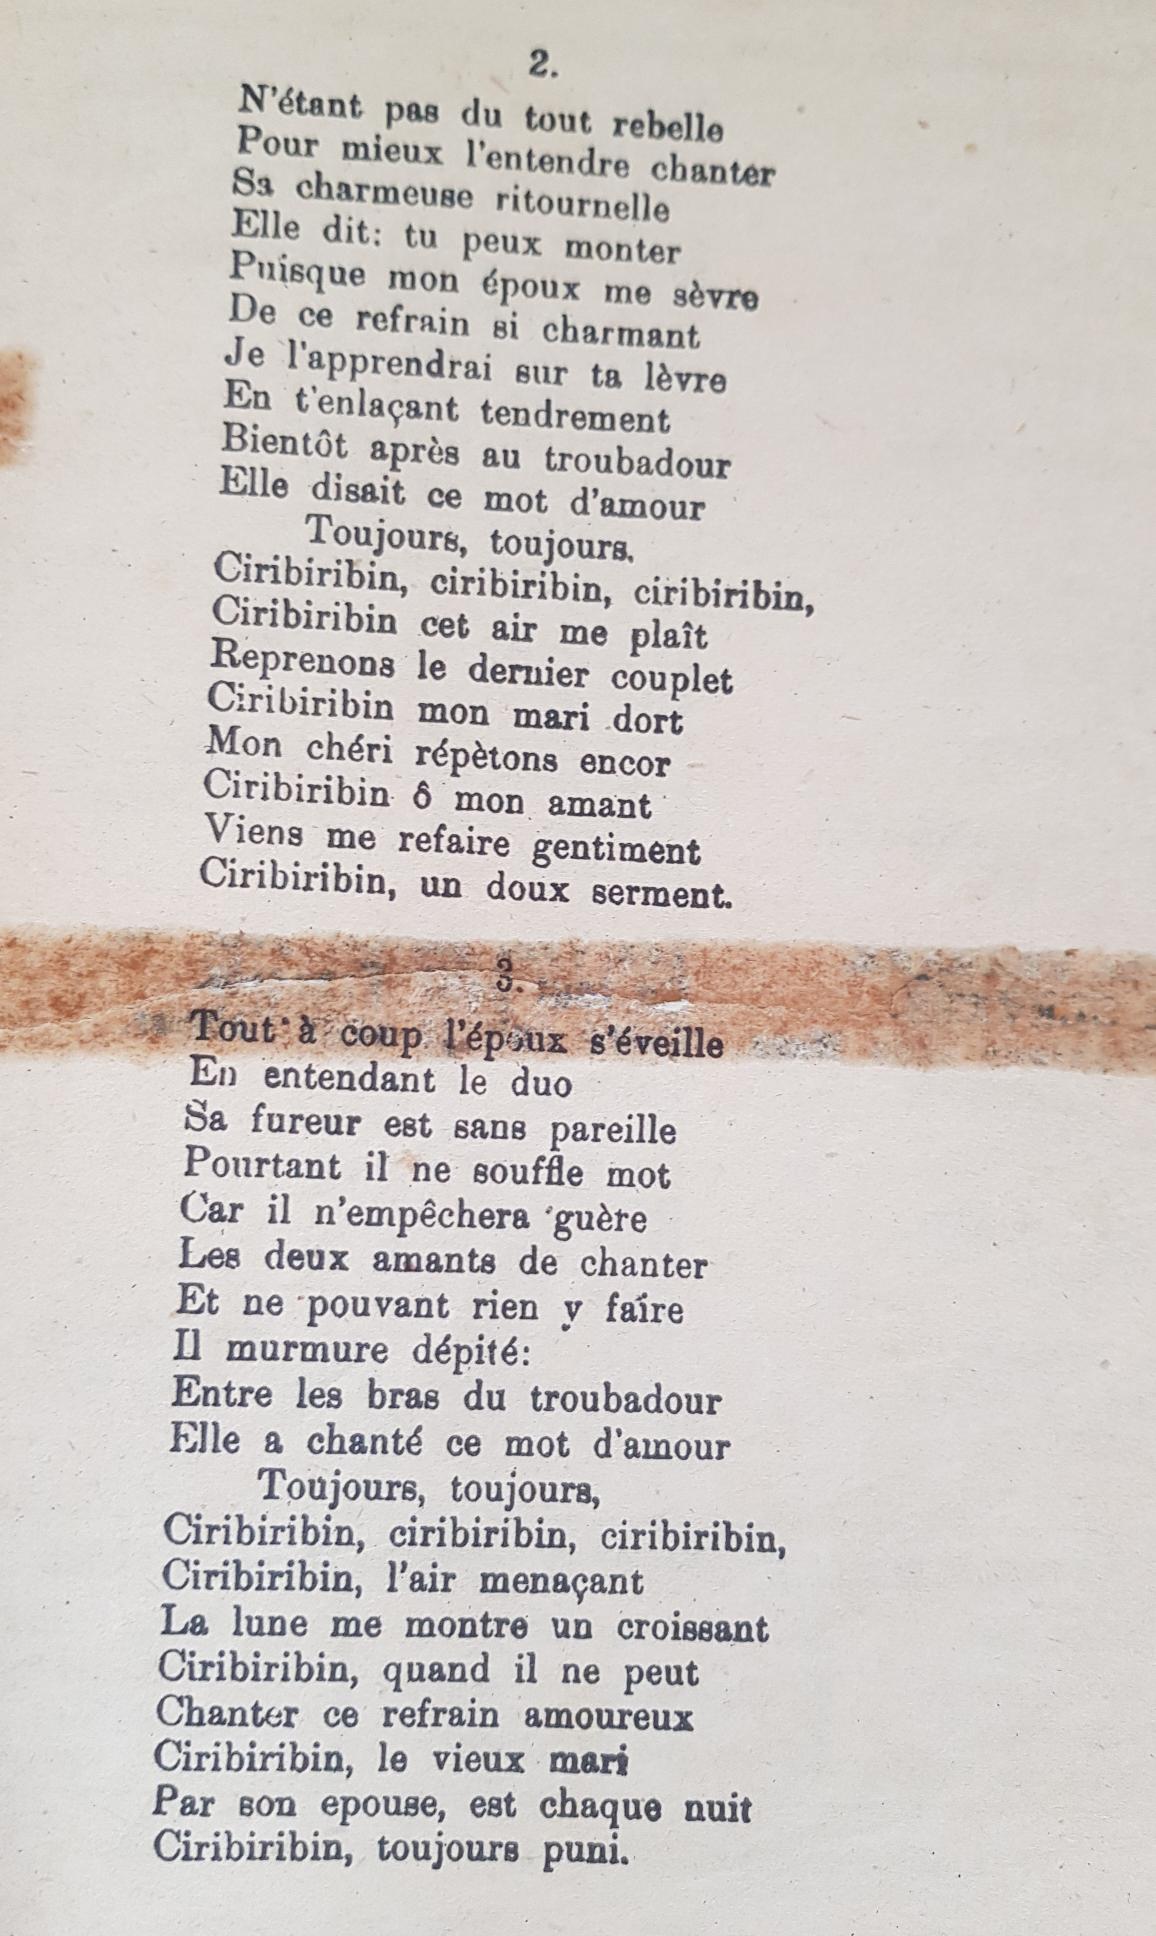 2.
N'étant pas du tout rebelle
Pour mieux l'entendre chanter
Sa charmeuse ritournelle
Elle dit: tu peux monter
Puisque mon époux me sèvre
De ce refrain si charmant
Je l'apprendrai sur ta lèvre
En t'enlaçant tendrement
Bientôt après au troubadour
Elle disait ce mot d'amour
Toujours, toujours.
Ciribiribin, ciribiribin, ciribiribin,
Ciribiribin cet air me plaît
Reprenons le dernier couplet
Ciribiribin mon mari dort
Mon chéri répètons encor
Ciribiribin ô mon amant
Viens me refaire gentiment
Ciribiribin, un doux serment.
3.
Tout à coup l'époux s'éveille
En entendant le duo
Sa fureur est sans pareille
Pourtant il ne souffle mot
Car il n'empêchera guère
Les deux amants de chanter
Et ne pouvant rien y faire
Il murmure dépité:
Entre les bras du troubadour
Elle a chanté ce mot d'amour
Toujours, toujours,
Ciribiribin, ciribiribin, ciribiribin,
Ciribiribin, l'air menaçant
La lune me montre un croissant
Ciribiribin, quand il ne peut
Chanter ce refrain amoureux
Ciribiribin, le vieux mari
Par son epouse, est chaque nuit
Ciribiribin, toujours puni.